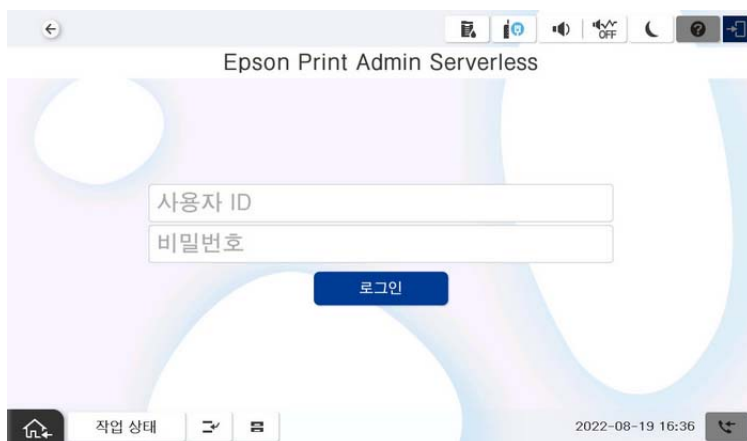 OFF
Epson Print Admin Serverless
사용자 ID
비밀번호
로그인
작업 상태
2022-08-19 16:36